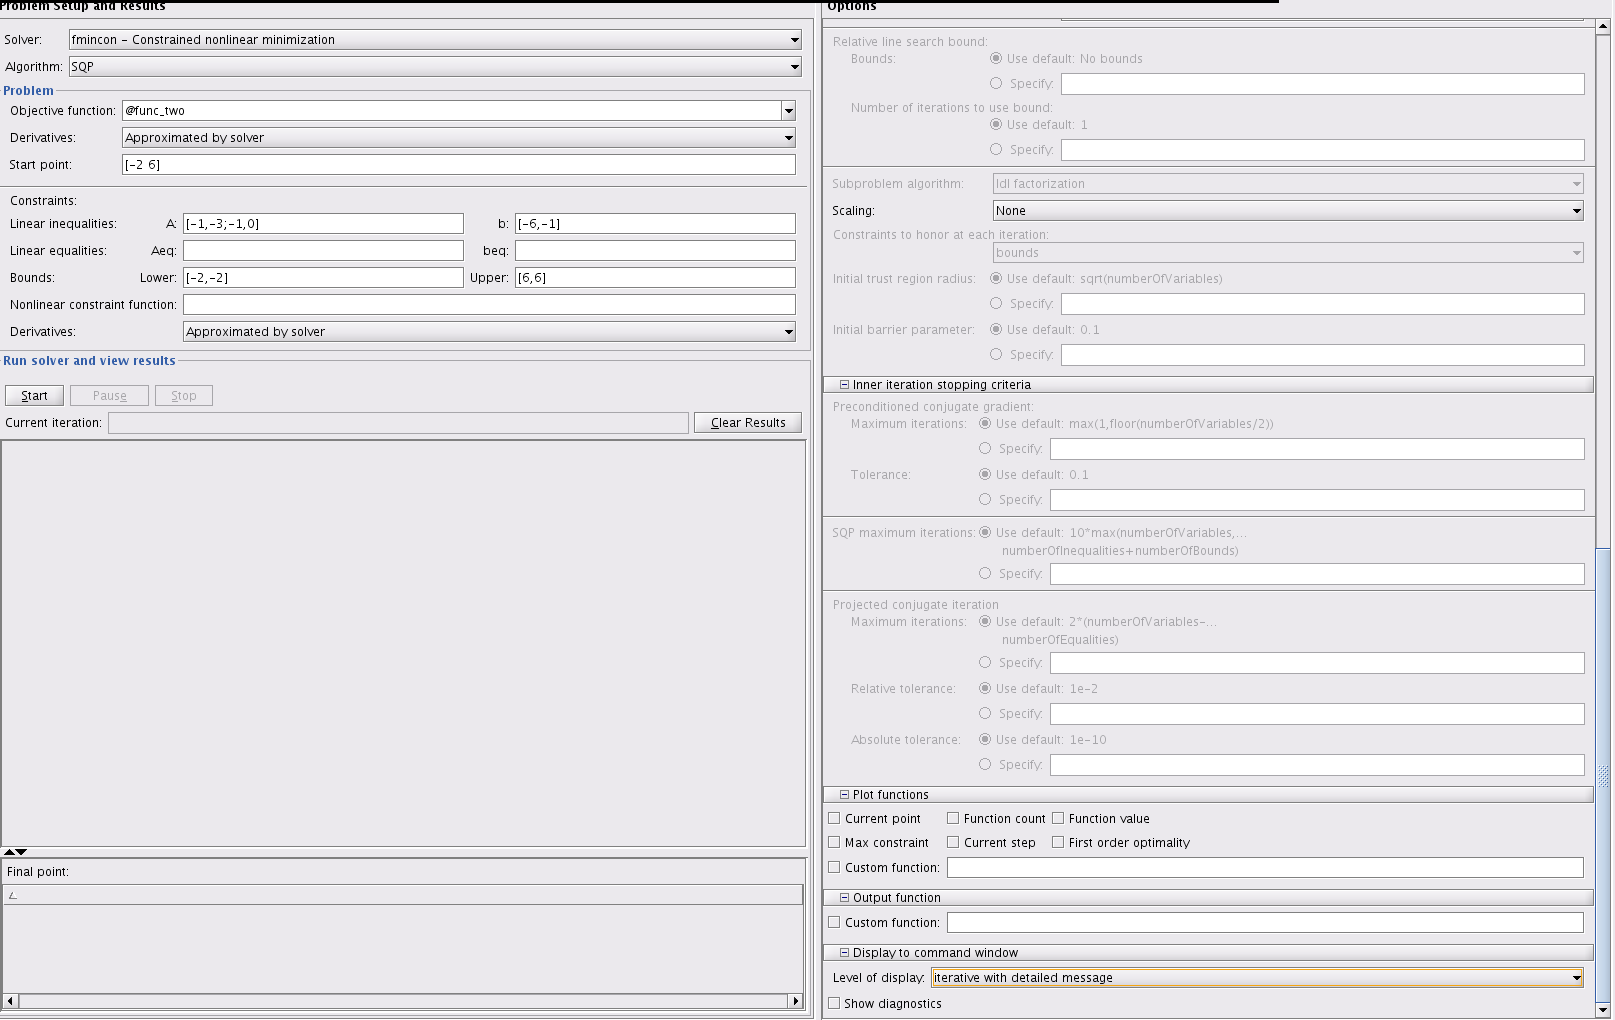 Problem Setup and Results
Solver: fmincon - Constrained nonlinear minimization
Algorithm: SQP
Problem
Objective function: @func_two
Derivatives: Approximated by solver
Start point: [-2 6]
Constraints:
Linear inequalities: A: [-1,-3;-1,0] b: [-6,-1]
Linear equalities: Aeq: beq:
Bounds: Lower: [-2,-2] Upper: [6,6]
Nonlinear constraint function:
Derivatives: Approximated by solver
Run solver and view results
Start Pause Stop
Current iteration: Clear Results
Final point:
Options
Relative line search bound:
Bounds: Use default: No bounds
Specify:
Number of iterations to use bound:
Use default: 1
Specify:
Subproblem algorithm: ldl factorization
Scaling: None
Constraints to honor at each iteration:
bounds
Initial trust region radius: Use default: sqrt(numberOfVariables)
Specify:
Initial barrier parameter: Use default: 0.1
Specify:
Inner iteration stopping criteria
Preconditioned conjugate gradient:
Maximum iterations: Use default: max(1,floor(numberOfVariables/2))
Specify:
Tolerance: Use default: 0.1
Specify:
SQP maximum iterations: Use default: 10*max(numberOfVariables,...
numberOfInequalities+numberOfBounds)
Specify:
Projected conjugate iteration
Maximum iterations: Use default: 2*(numberOfVariables-...
numberOfEqualities)
Specify:
Relative tolerance: Use default: 1e-2
Specify:
Absolute tolerance: Use default: 1e-10
Specify:
Plot functions
Current point Function count Function value
Max constraint Current step First order optimality
Custom function:
Output function
Custom function:
Display to command window
Level of display: iterative with detailed message
Show diagnostics